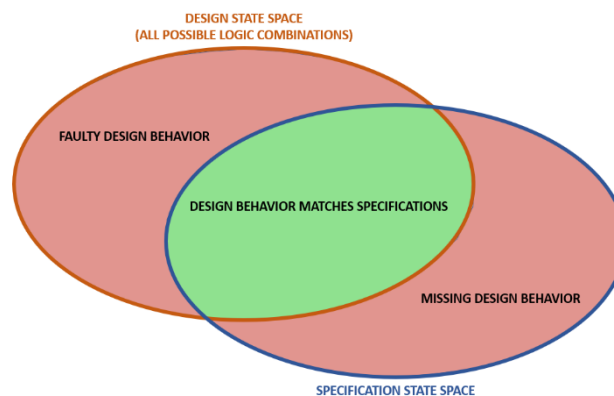 DESIGN STATE SPACE
(ALL POSSIBLE LOGIC COMBINATIONS)
FAULTY DESIGN BEHAVIOR
DESIGN BEHAVIOR MATCHES SPECIFICATIONS
MISSING DESIGN BEHAVIOR
SPECIFICATION STATE SPACE